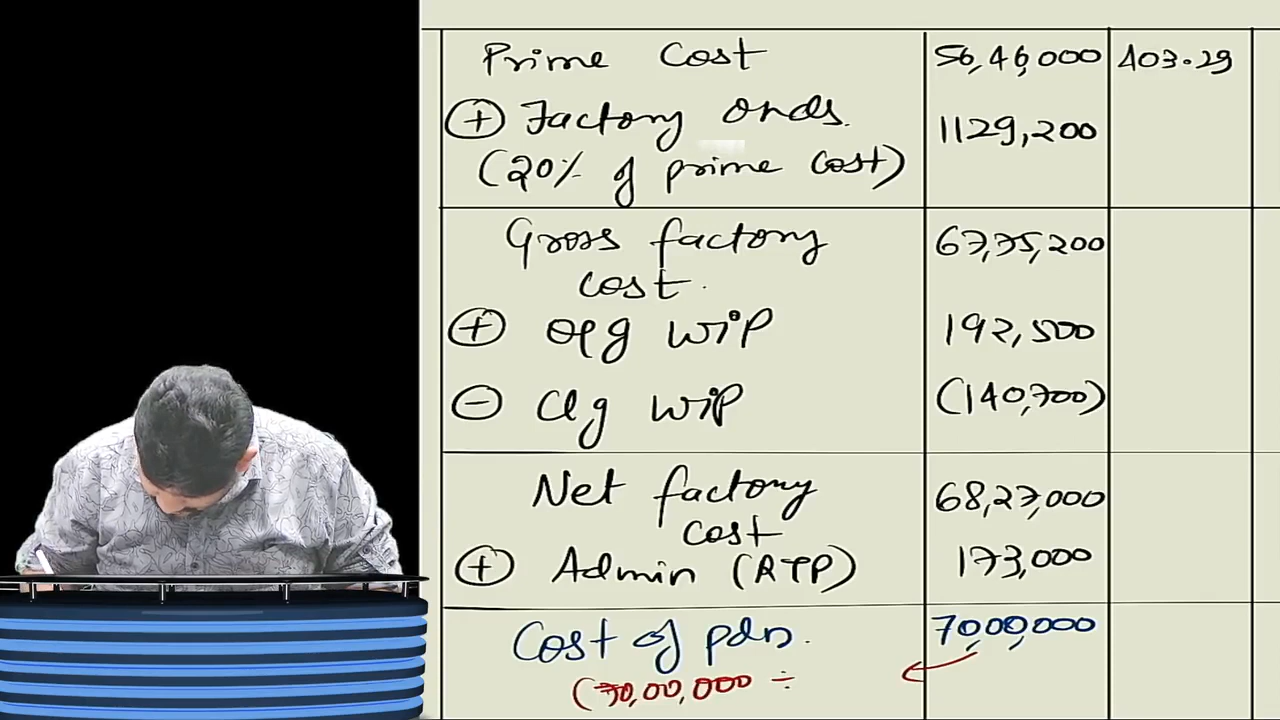 Prime Cost 56,46,000 403.29
+ Factory ohds. 1129,200
(20% of prime cost)
Gross factory 67,75,200
cost.
+ opg WIP 192,500
- Clg WIP (140,700)
Net factory 68,27,000
cost
+ Admin (RTP) 173,000
Cost of pdn. 70,00,000
(70,00,000 ÷